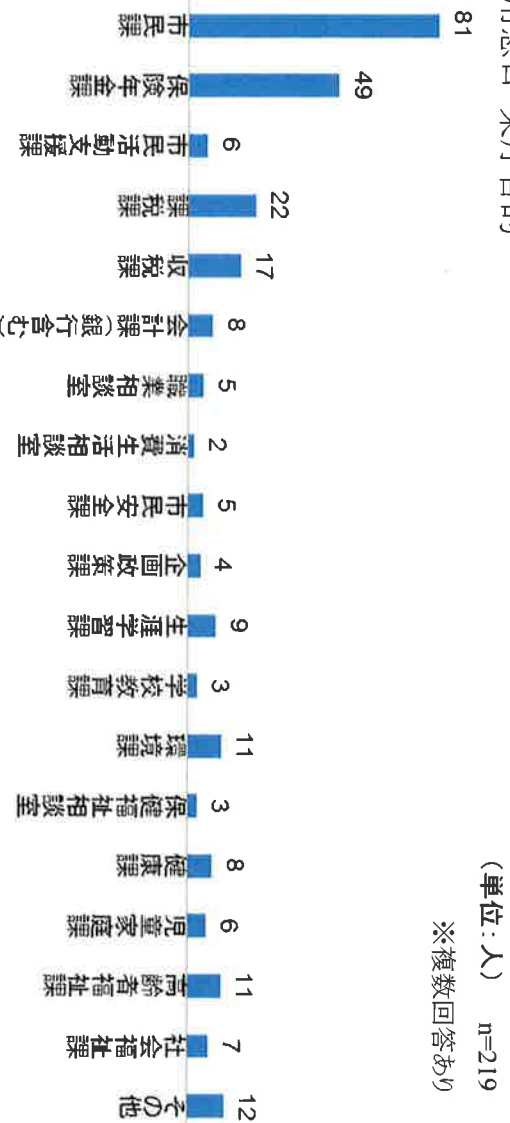 (単位:人) n=219
※複数回答あり
81
49
6
22
17
8
5
2
5
4
9
3
11
3
8
6
11
7
12
市民課
保険年金課
市民活動支援課
課税課
収税課
会計課(銀行含む)
職業相談室
消費生活相談室
市民安全課
企画政策課
生涯学習課
学校教育課
環境課
保健福祉相談室
健康課
児童家庭課
高齢者福祉課
社会福祉課
その他